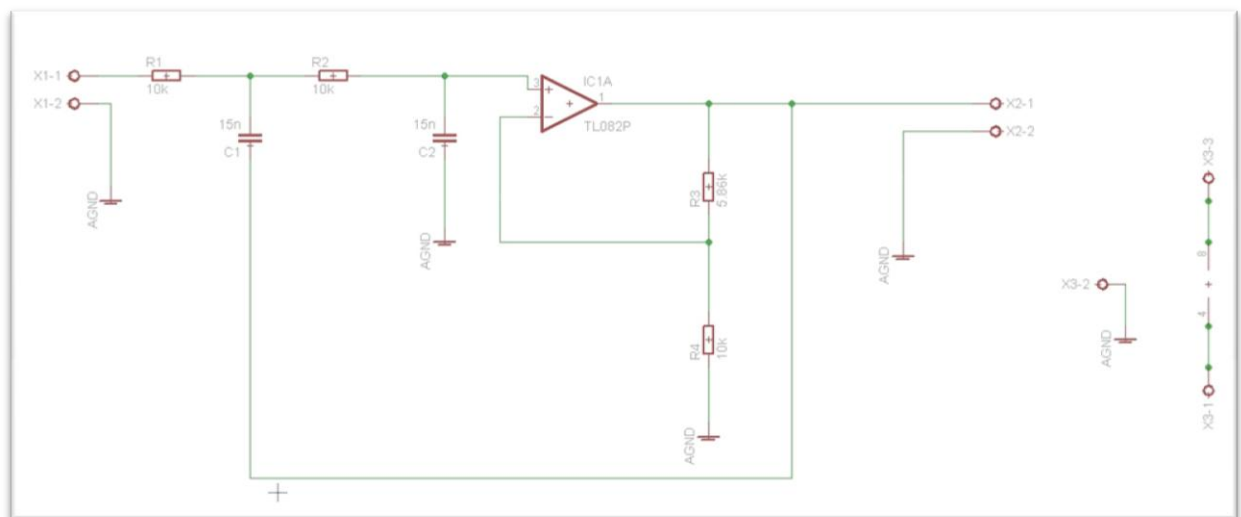 X1-1
X1-2
R1
10k
R2
10k
15n
C1
15n
C2
AGND
AGND
3
2
1
IC1A
TL082P
R3
5.86k
R4
10k
AGND
X2-1
X2-2
AGND
X3-2
AGND
X3-3
8
4
X3-1